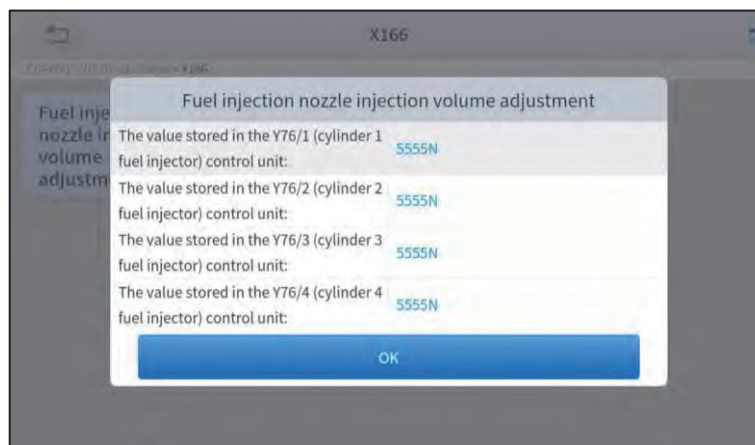 X166
X166
Fuel inje
nozzle ir
volume
adjustm
Fuel injection nozzle injection volume adjustment
The value stored in the Y76/1 (cylinder 1
fuel injector) control unit:
5555N
The value stored in the Y76/2 (cylinder 2
fuel injector) control unit:
5555N
The value stored in the Y76/3 (cylinder 3
fuel injector) control unit:
5555N
The value stored in the Y76/4 (cylinder 4
fuel injector) control unit:
5555N
OK